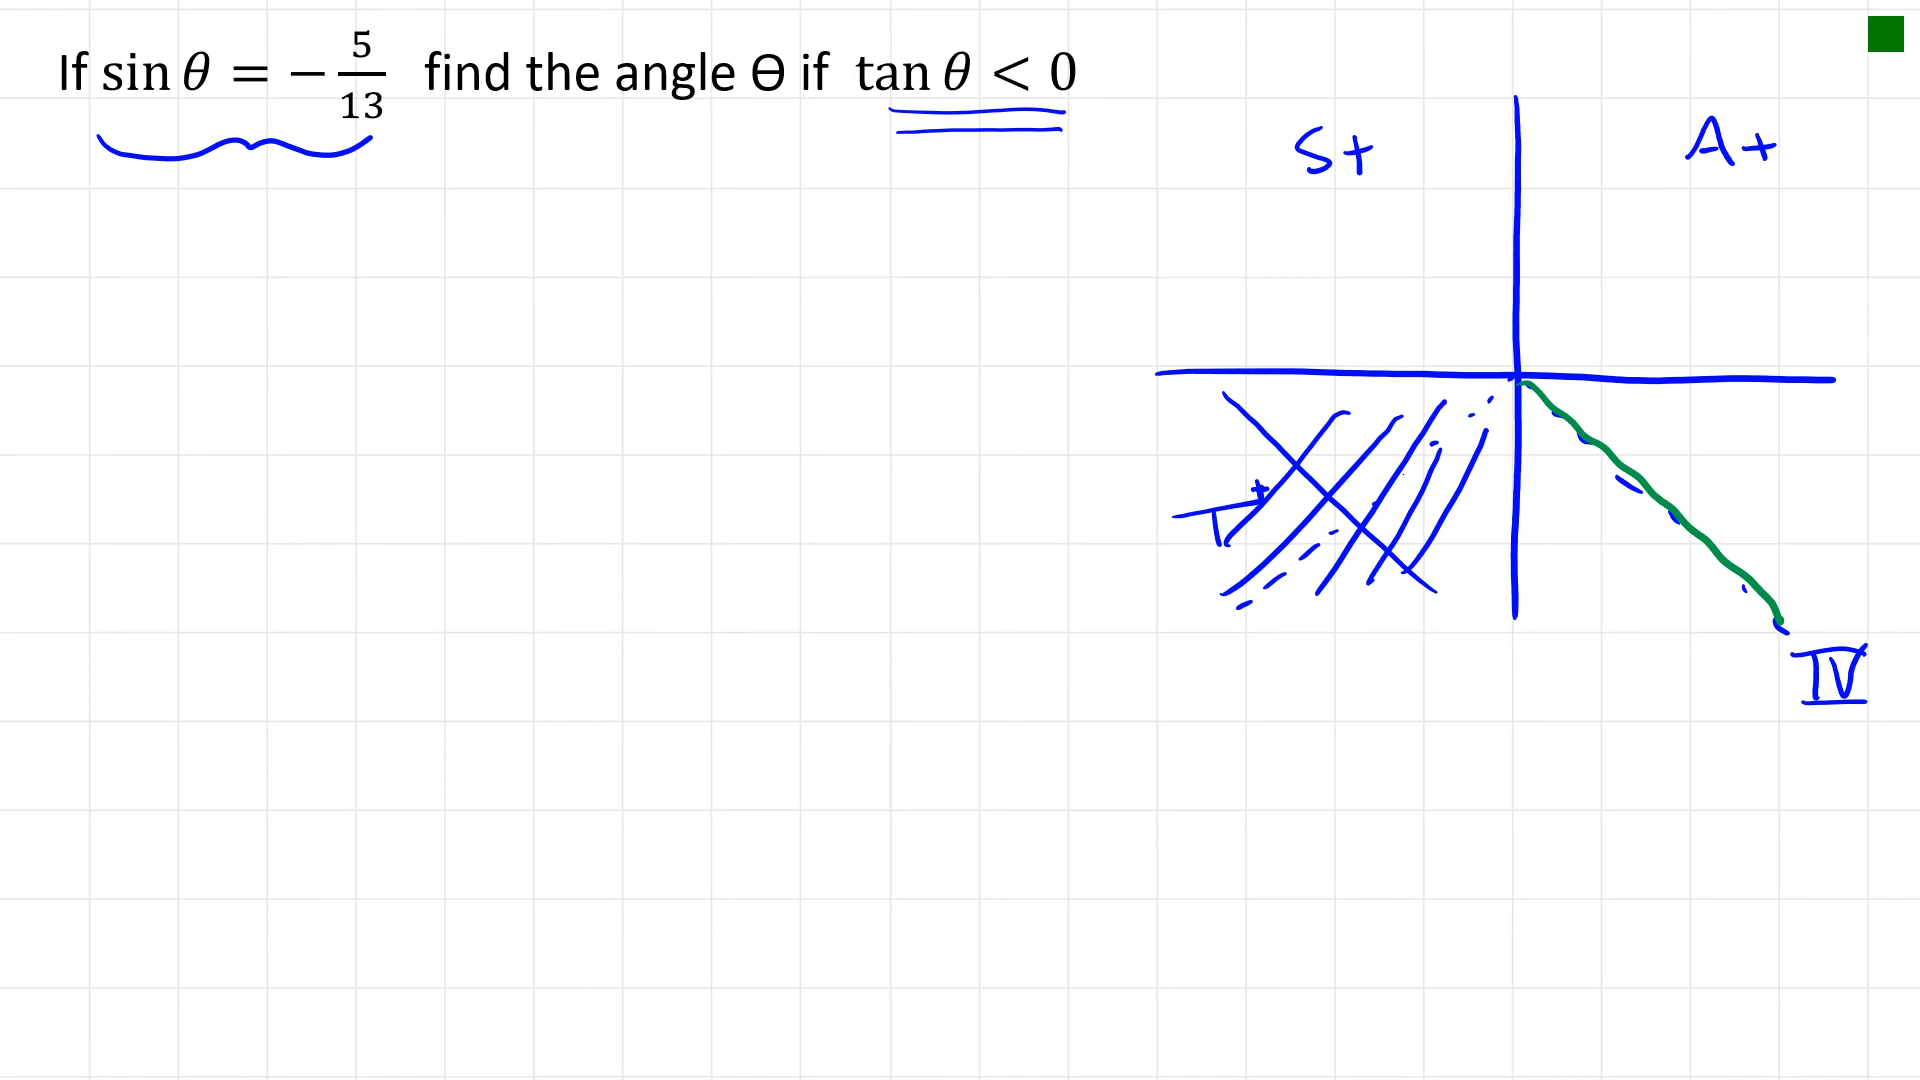 If sin θ = − 5/13 find the angle Ө if tan θ < 0
S+
A+
T+
IV